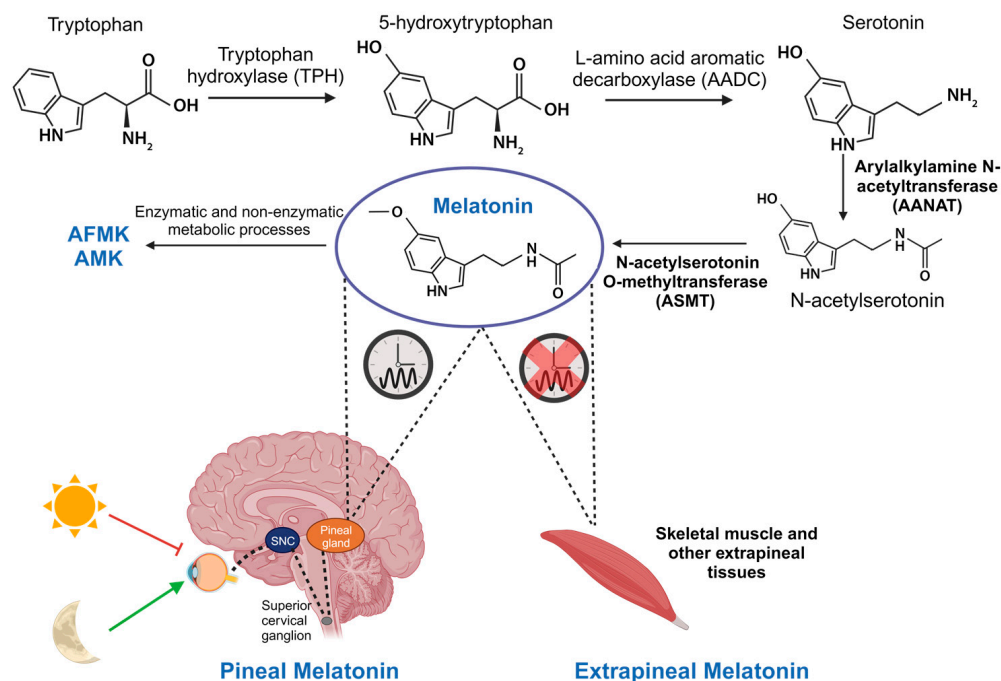 Tryptophan
5-hydroxytryptophan
Serotonin
Tryptophan
hydroxylase (TPH)
L-amino acid aromatic
decarboxylase (AADC)
O
OH
NH₂
HN
HO
O
OH
NH₂
HN
HO
NH₂
HN
Arylalkylamine N-
acetyltransferase
(AANAT)
Melatonin
O
H
N
O
HN
Enzymatic and non-enzymatic
metabolic processes
AFMK
AMK
N-acetylserotonin
O-methyltransferase
(ASMT)
HO
H
N
O
HN
N-acetylserotonin
SNC
Pineal
gland
Superior
cervical
ganglion
Skeletal muscle and
other extrapineal
tissues
Pineal Melatonin
Extrapineal Melatonin